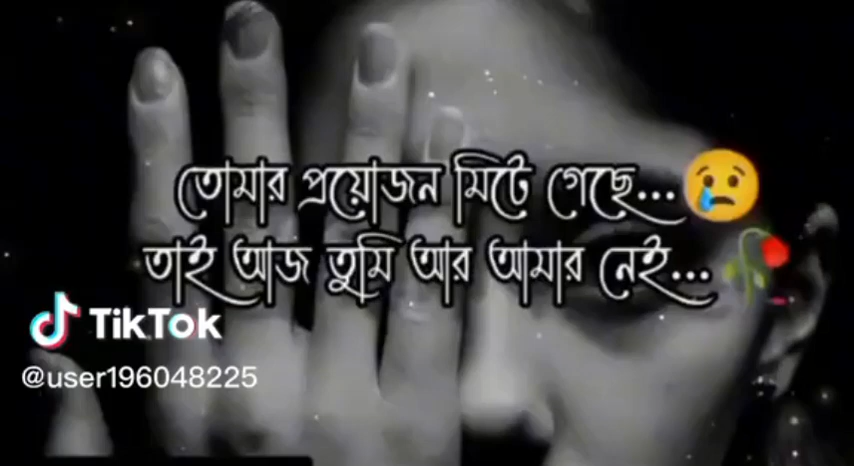 তোমার প্রয়োজন মিটে গেছে...😢
তাই আজ তুমি আর আমার নেই...🥀
TikTok
@user196048225